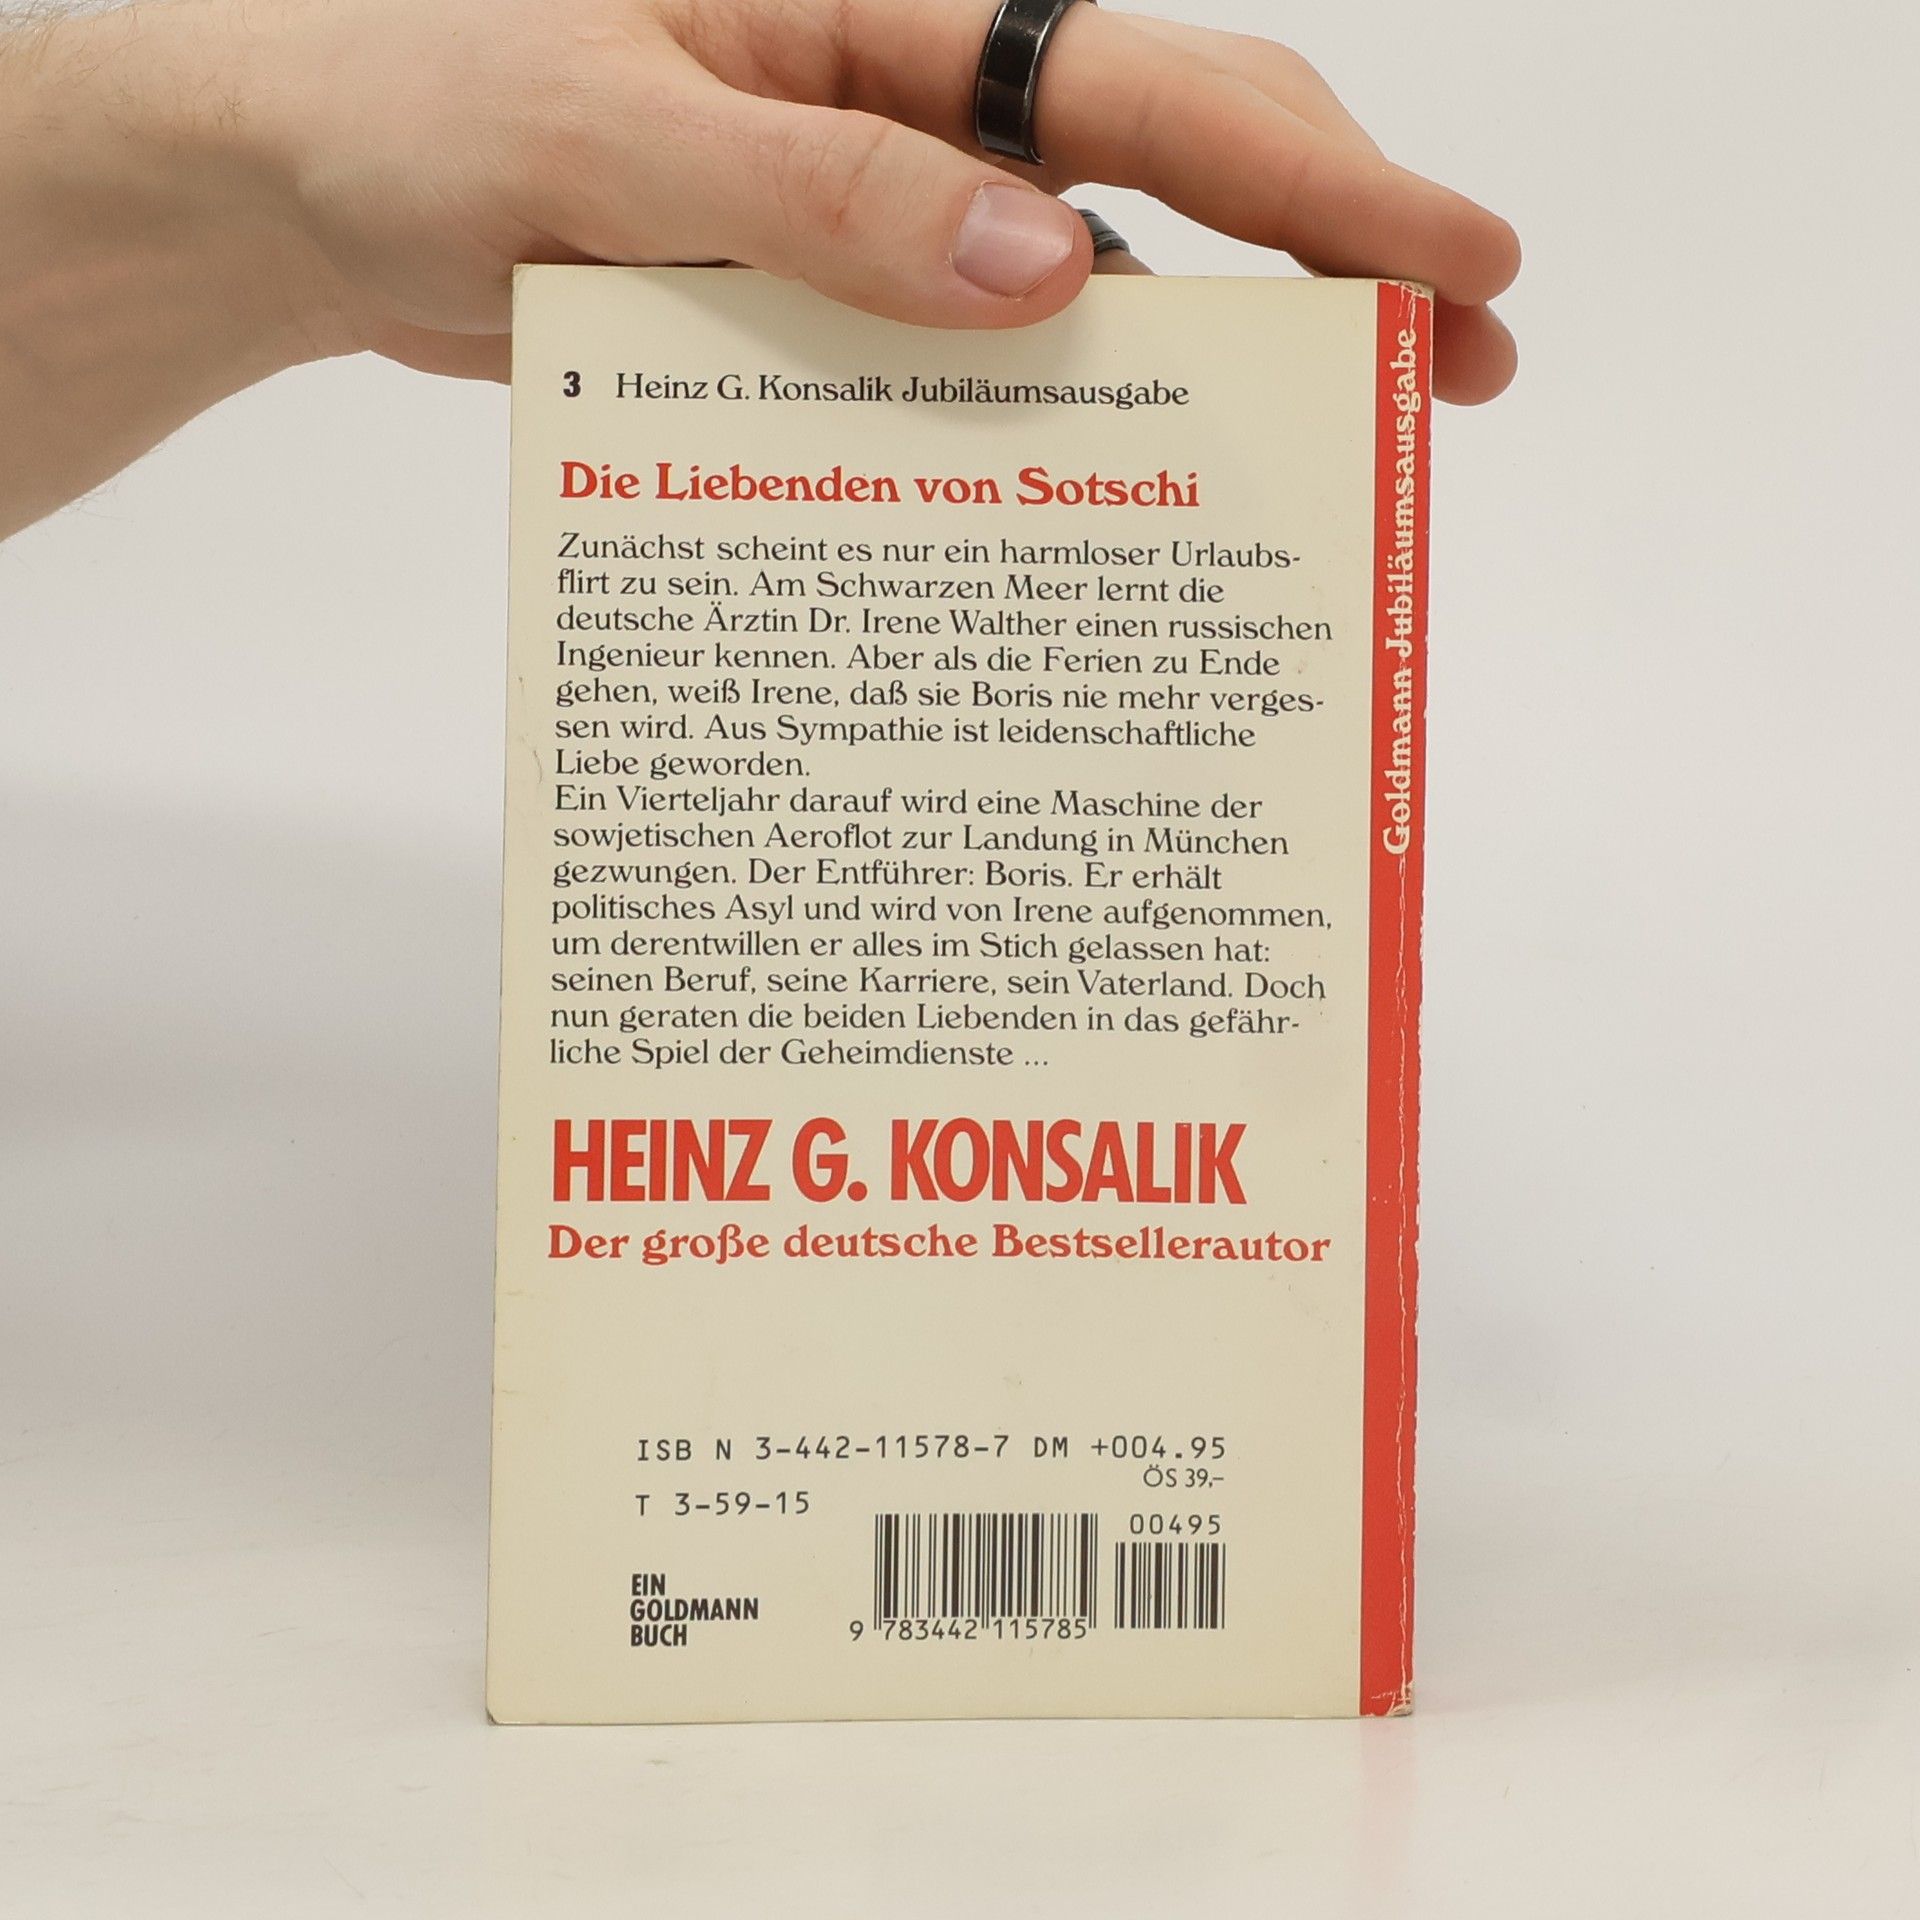 3 Heinz G. Konsalik Jubiläumsausgabe
Die Liebenden von Sotschi
Zunächst scheint es nur ein harmloser Urlaubs-
flirt zu sein. Am Schwarzen Meer lernt die
deutsche Ärztin Dr. Irene Walther einen russischen
Ingenieur kennen. Aber als die Ferien zu Ende
gehen, weiß Irene, daß sie Boris nie mehr verges-
sen wird. Aus Sympathie ist leidenschaftliche
Liebe geworden.
Ein Vierteljahr darauf wird eine Maschine der
sowjetischen Aeroflot zur Landung in München
gezwungen. Der Entführer: Boris. Er erhält
politisches Asyl und wird von Irene aufgenommen,
um derentwillen er alles im Stich gelassen hat:
seinen Beruf, seine Karriere, sein Vaterland. Doch
nun geraten die beiden Liebenden in das gefähr-
liche Spiel der Geheimdienste ...
HEINZ G. KONSALIK
Der große deutsche Bestsellerautor
ISB N 3-442-11578-7 DM +004.95
ÖS 39,-
T 3-59-15
00495
EIN
GOLDMANN
BUCH
9 783442 115785
Goldmann Jubiläumsausgabe